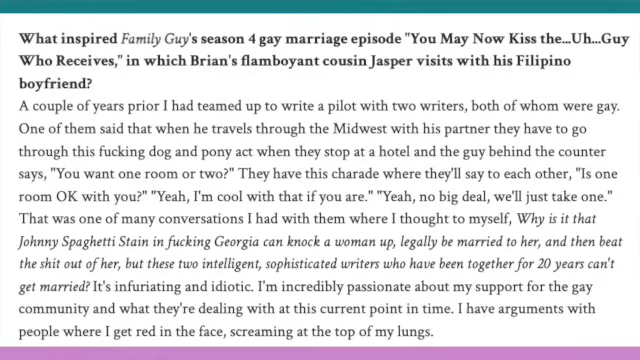 What inspired Family Guy's season 4 gay marriage episode "You May Now Kiss the...Uh...Guy
Who Receives," in which Brian's flamboyant cousin Jasper visits with his Filipino
boyfriend?
A couple of years prior I had teamed up to write a pilot with two writers, both of whom were gay.
One of them said that when he travels through the Midwest with his partner they have to go
through this fucking dog and pony act when they stop at a hotel and the guy behind the counter
says, "You want one room or two?" They have this charade where they'll say to each other, "Is one
room OK with you?" "Yeah, I'm cool with that if you are." "Yeah, no big deal, we'll just take one."
That was one of many conversations I had with them where I thought to myself, Why is it that
Johnny Spaghetti Stain in fucking Georgia can knock a woman up, legally be married to her, and then beat
the shit out of her, but these two intelligent, sophisticated writers who have been together for 20 years can't
get married? It's infuriating and idiotic. I'm incredibly passionate about my support for the gay
community and what they're dealing with at this current point in time. I have arguments with
people where I get red in the face, screaming at the top of my lungs.